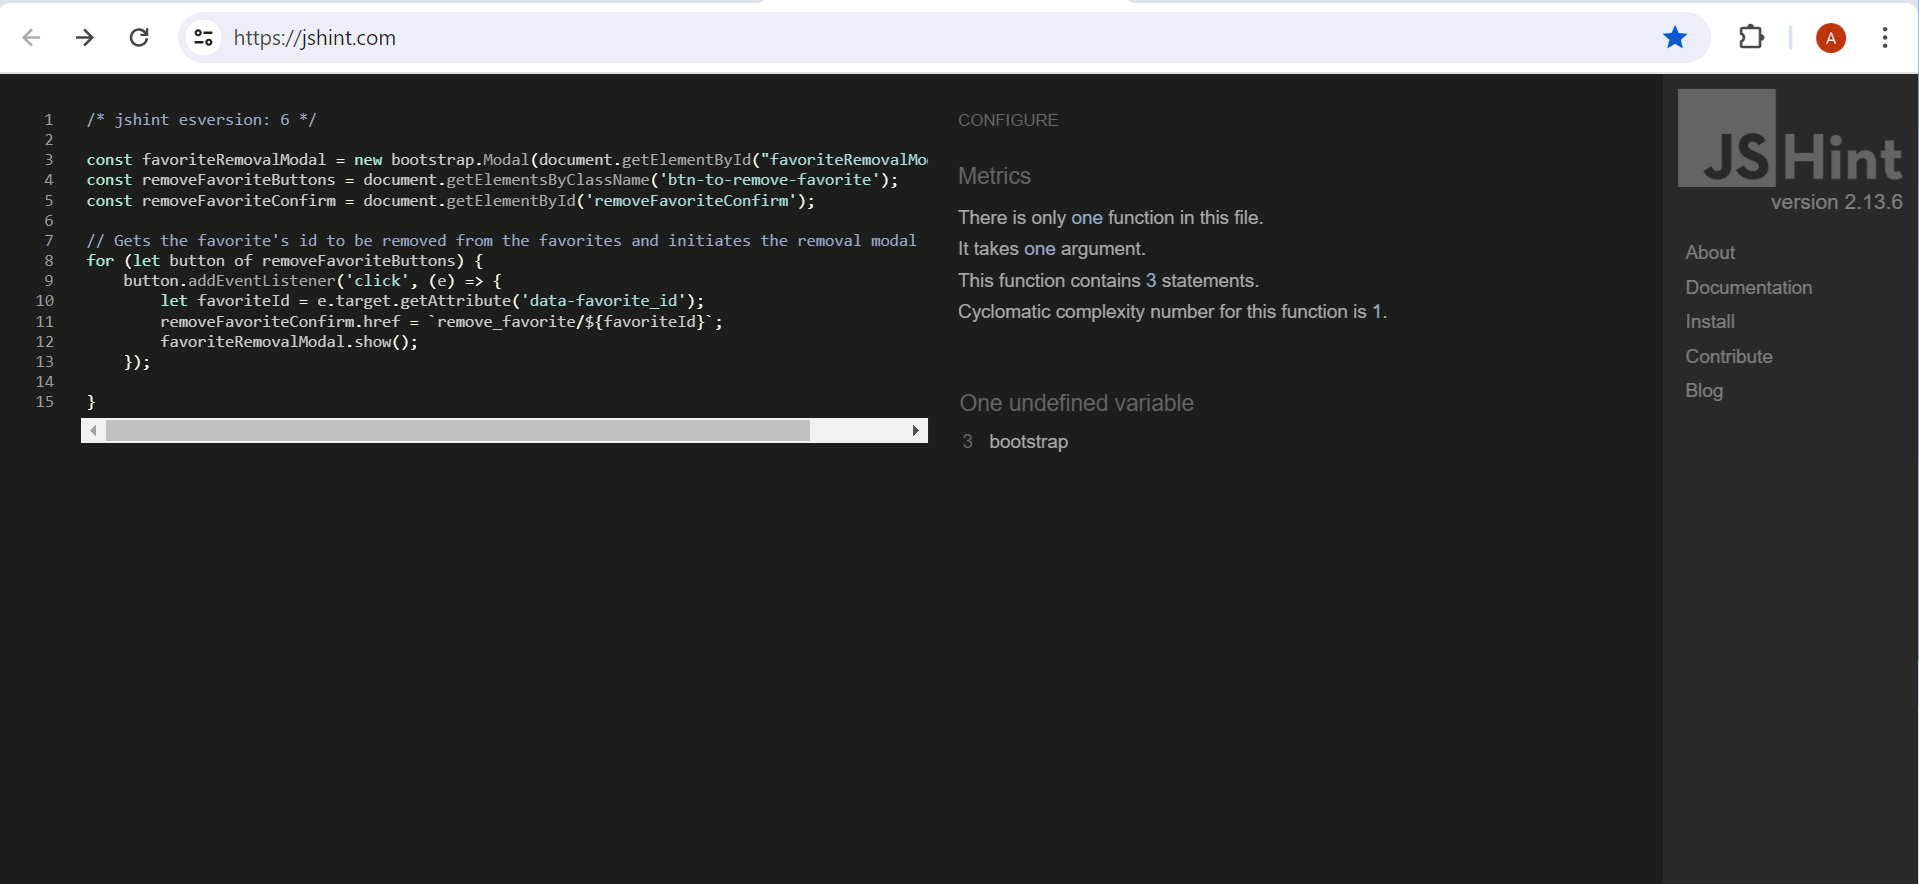 https://jshint.com
A
1 /* jshint esversion: 6 */
2
3 const favoriteRemovalModal = new bootstrap.Modal(document.getElementById("favoriteRemovalMo
4 const removeFavoriteButtons = document.getElementsByClassName('btn-to-remove-favorite');
5 const removeFavoriteConfirm = document.getElementById('removeFavoriteConfirm');
6
7 // Gets the favorite's id to be removed from the favorites and initiates the removal modal
8 for (let button of removeFavoriteButtons) {
9 button.addEventListener('click', (e) => {
10 let favoriteId = e.target.getAttribute('data-favorite_id');
11 removeFavoriteConfirm.href = `remove_favorite/${favoriteId}`;
12 favoriteRemovalModal.show();
13 });
14
15 }
CONFIGURE
Metrics
There is only one function in this file.
It takes one argument.
This function contains 3 statements.
Cyclomatic complexity number for this function is 1.
One undefined variable
3 bootstrap
JSHint
version 2.13.6
About
Documentation
Install
Contribute
Blog